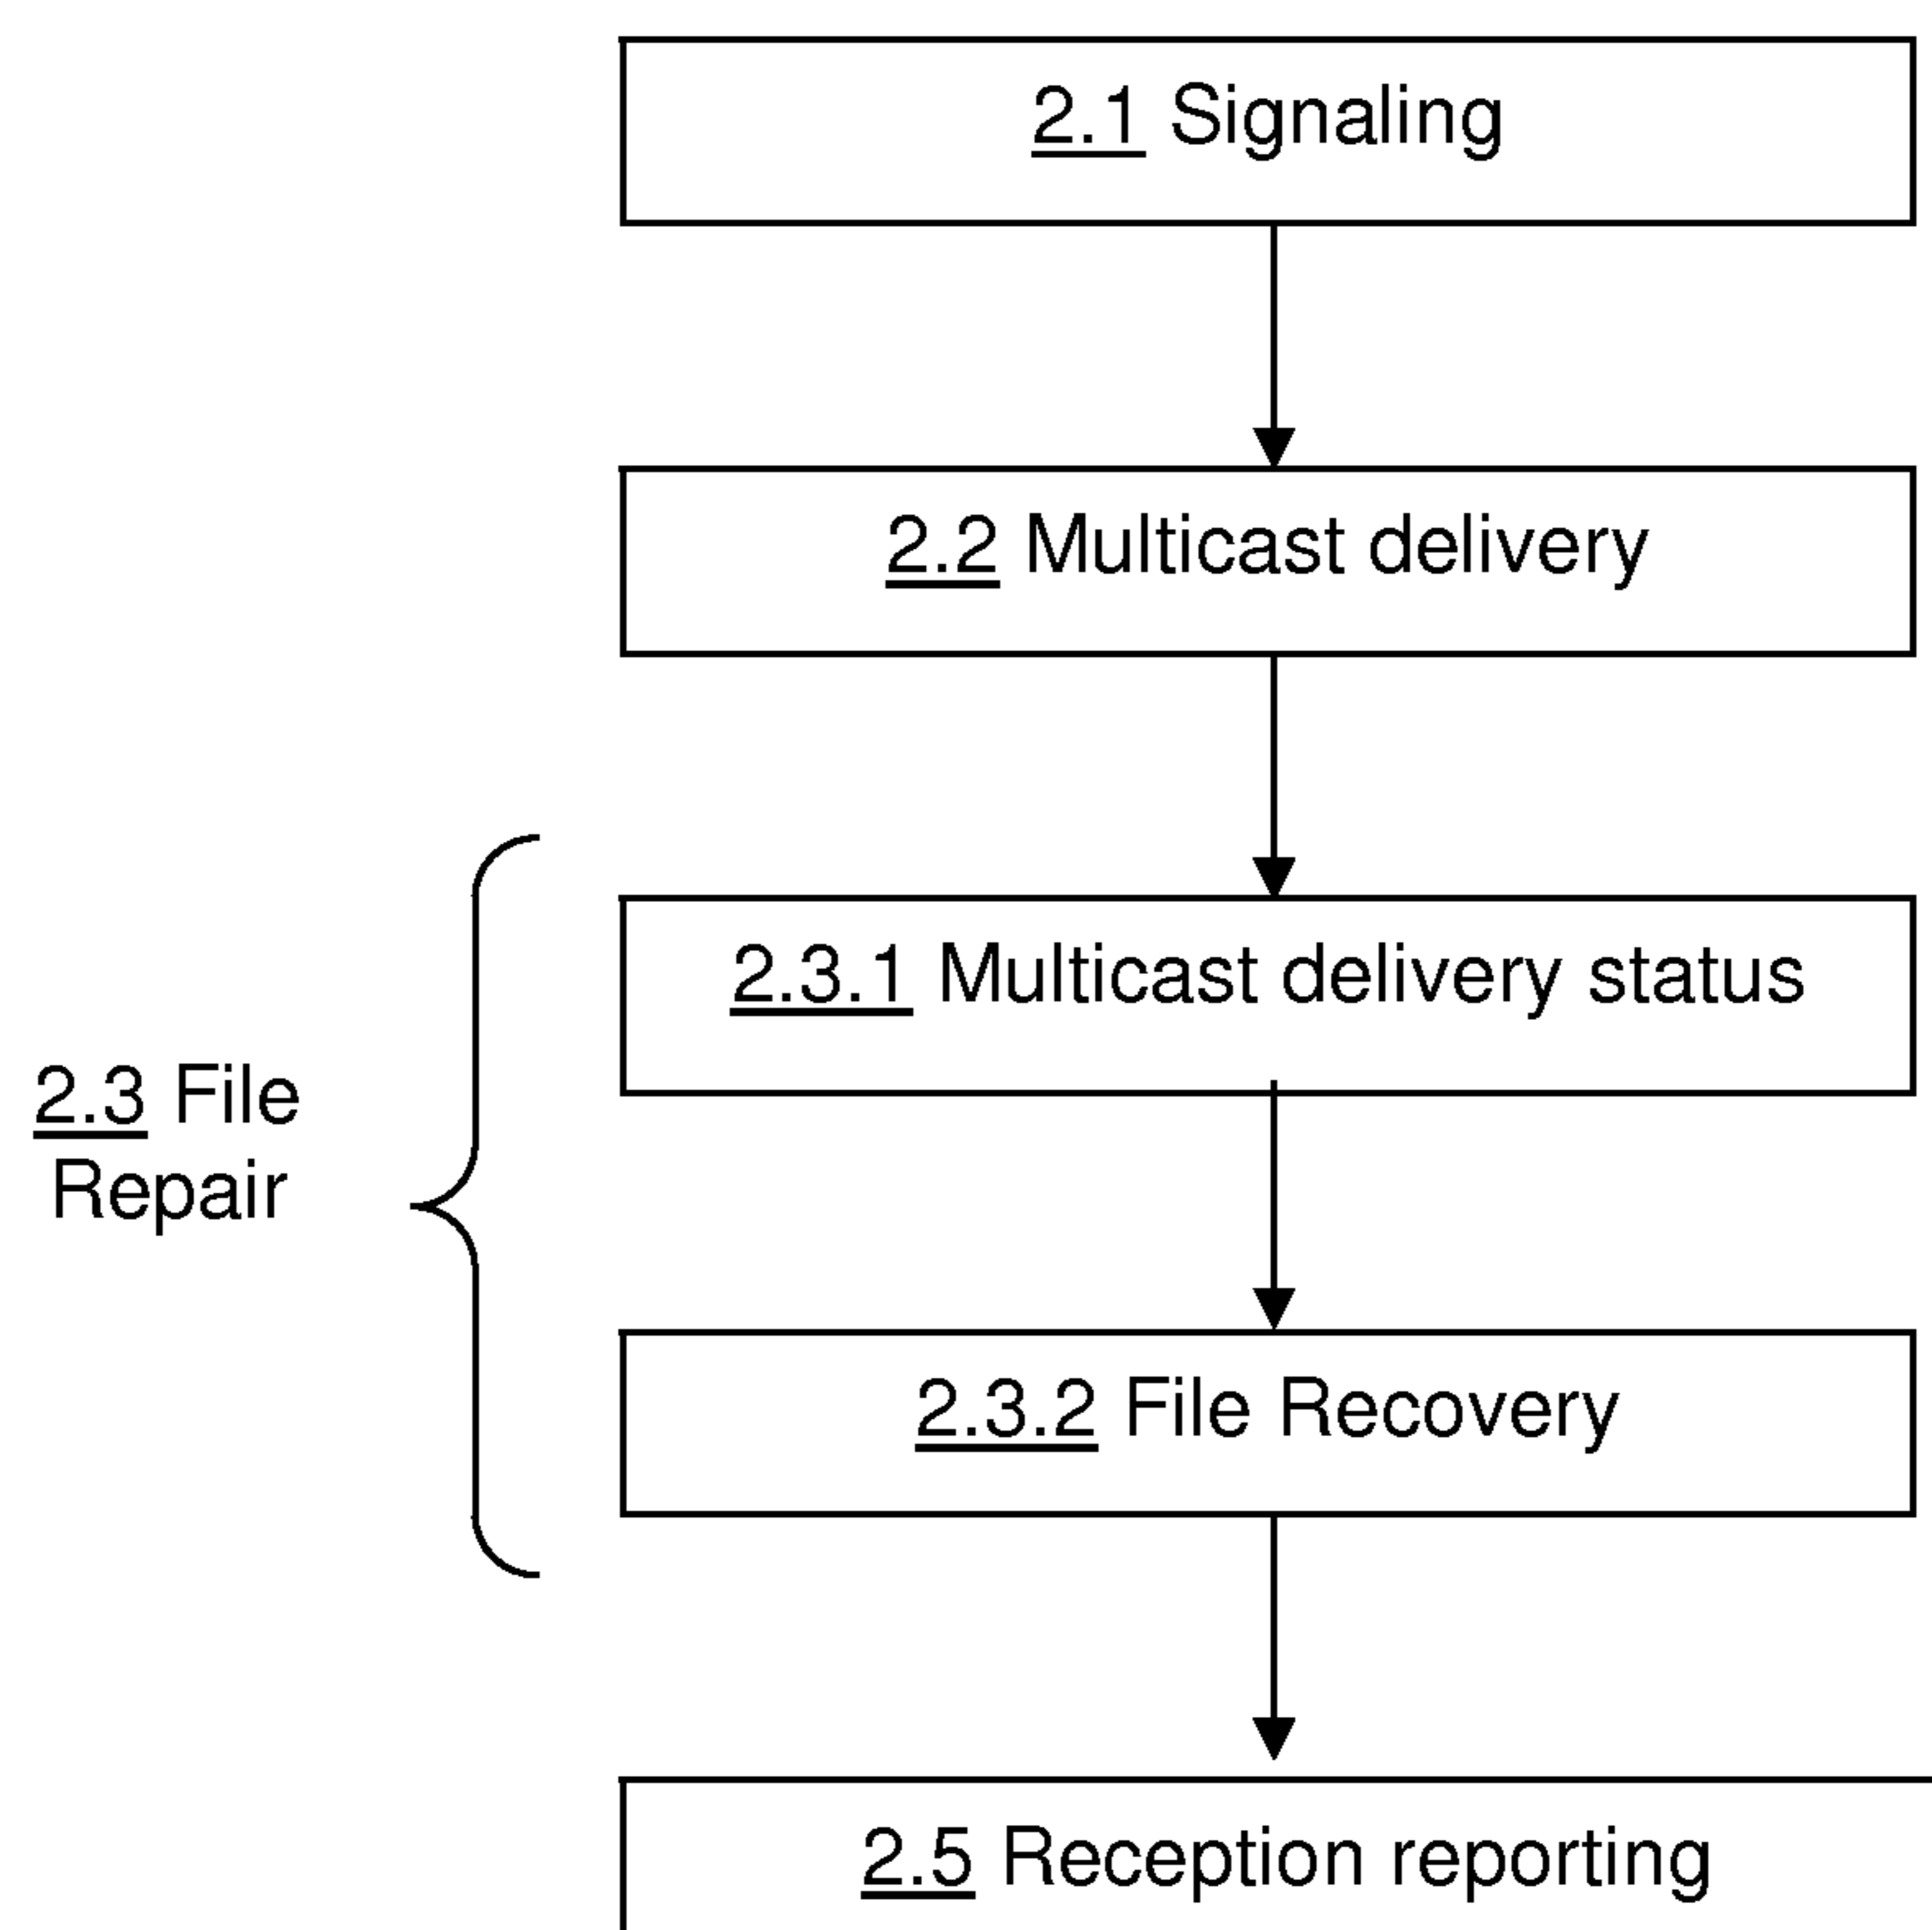 2.1 Signaling
2.2 Multicast delivery
2.3.1 Multicast delivery status
2.3 File
Repair
2.3.2 File Recovery
2.5 Reception reporting